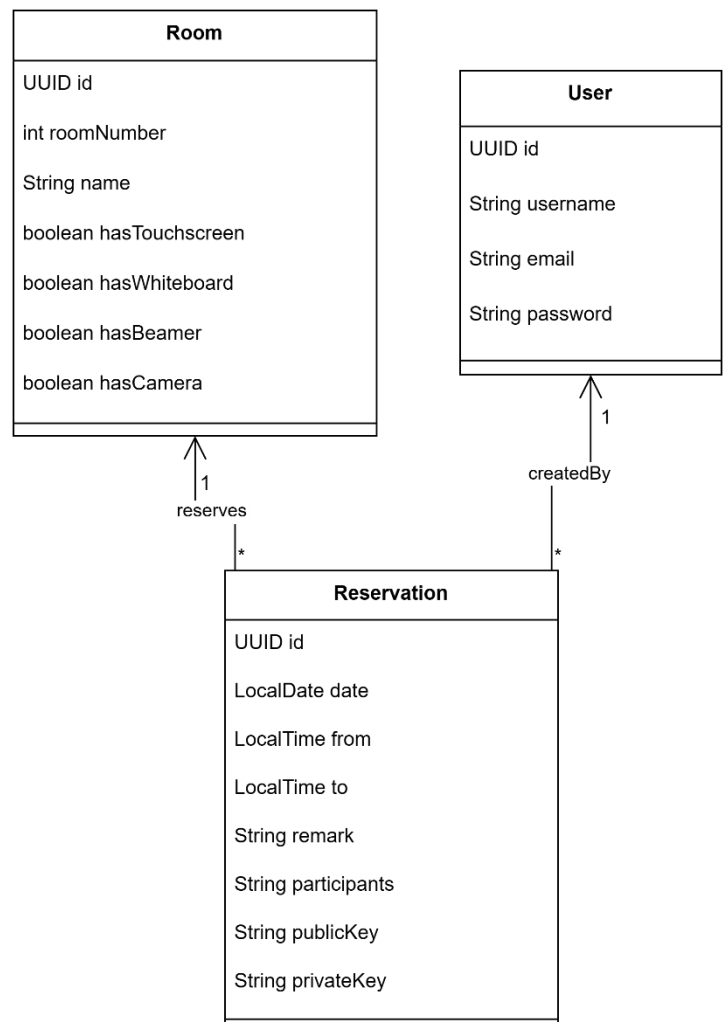 Room
UUID id
int roomNumber
String name
boolean hasTouchscreen
boolean hasWhiteboard
boolean hasBeamer
boolean hasCamera
User
UUID id
String username
String email
String password
1
reserves
*
1
createdBy
*
Reservation
UUID id
LocalDate date
LocalTime from
LocalTime to
String remark
String participants
String publicKey
String privateKey